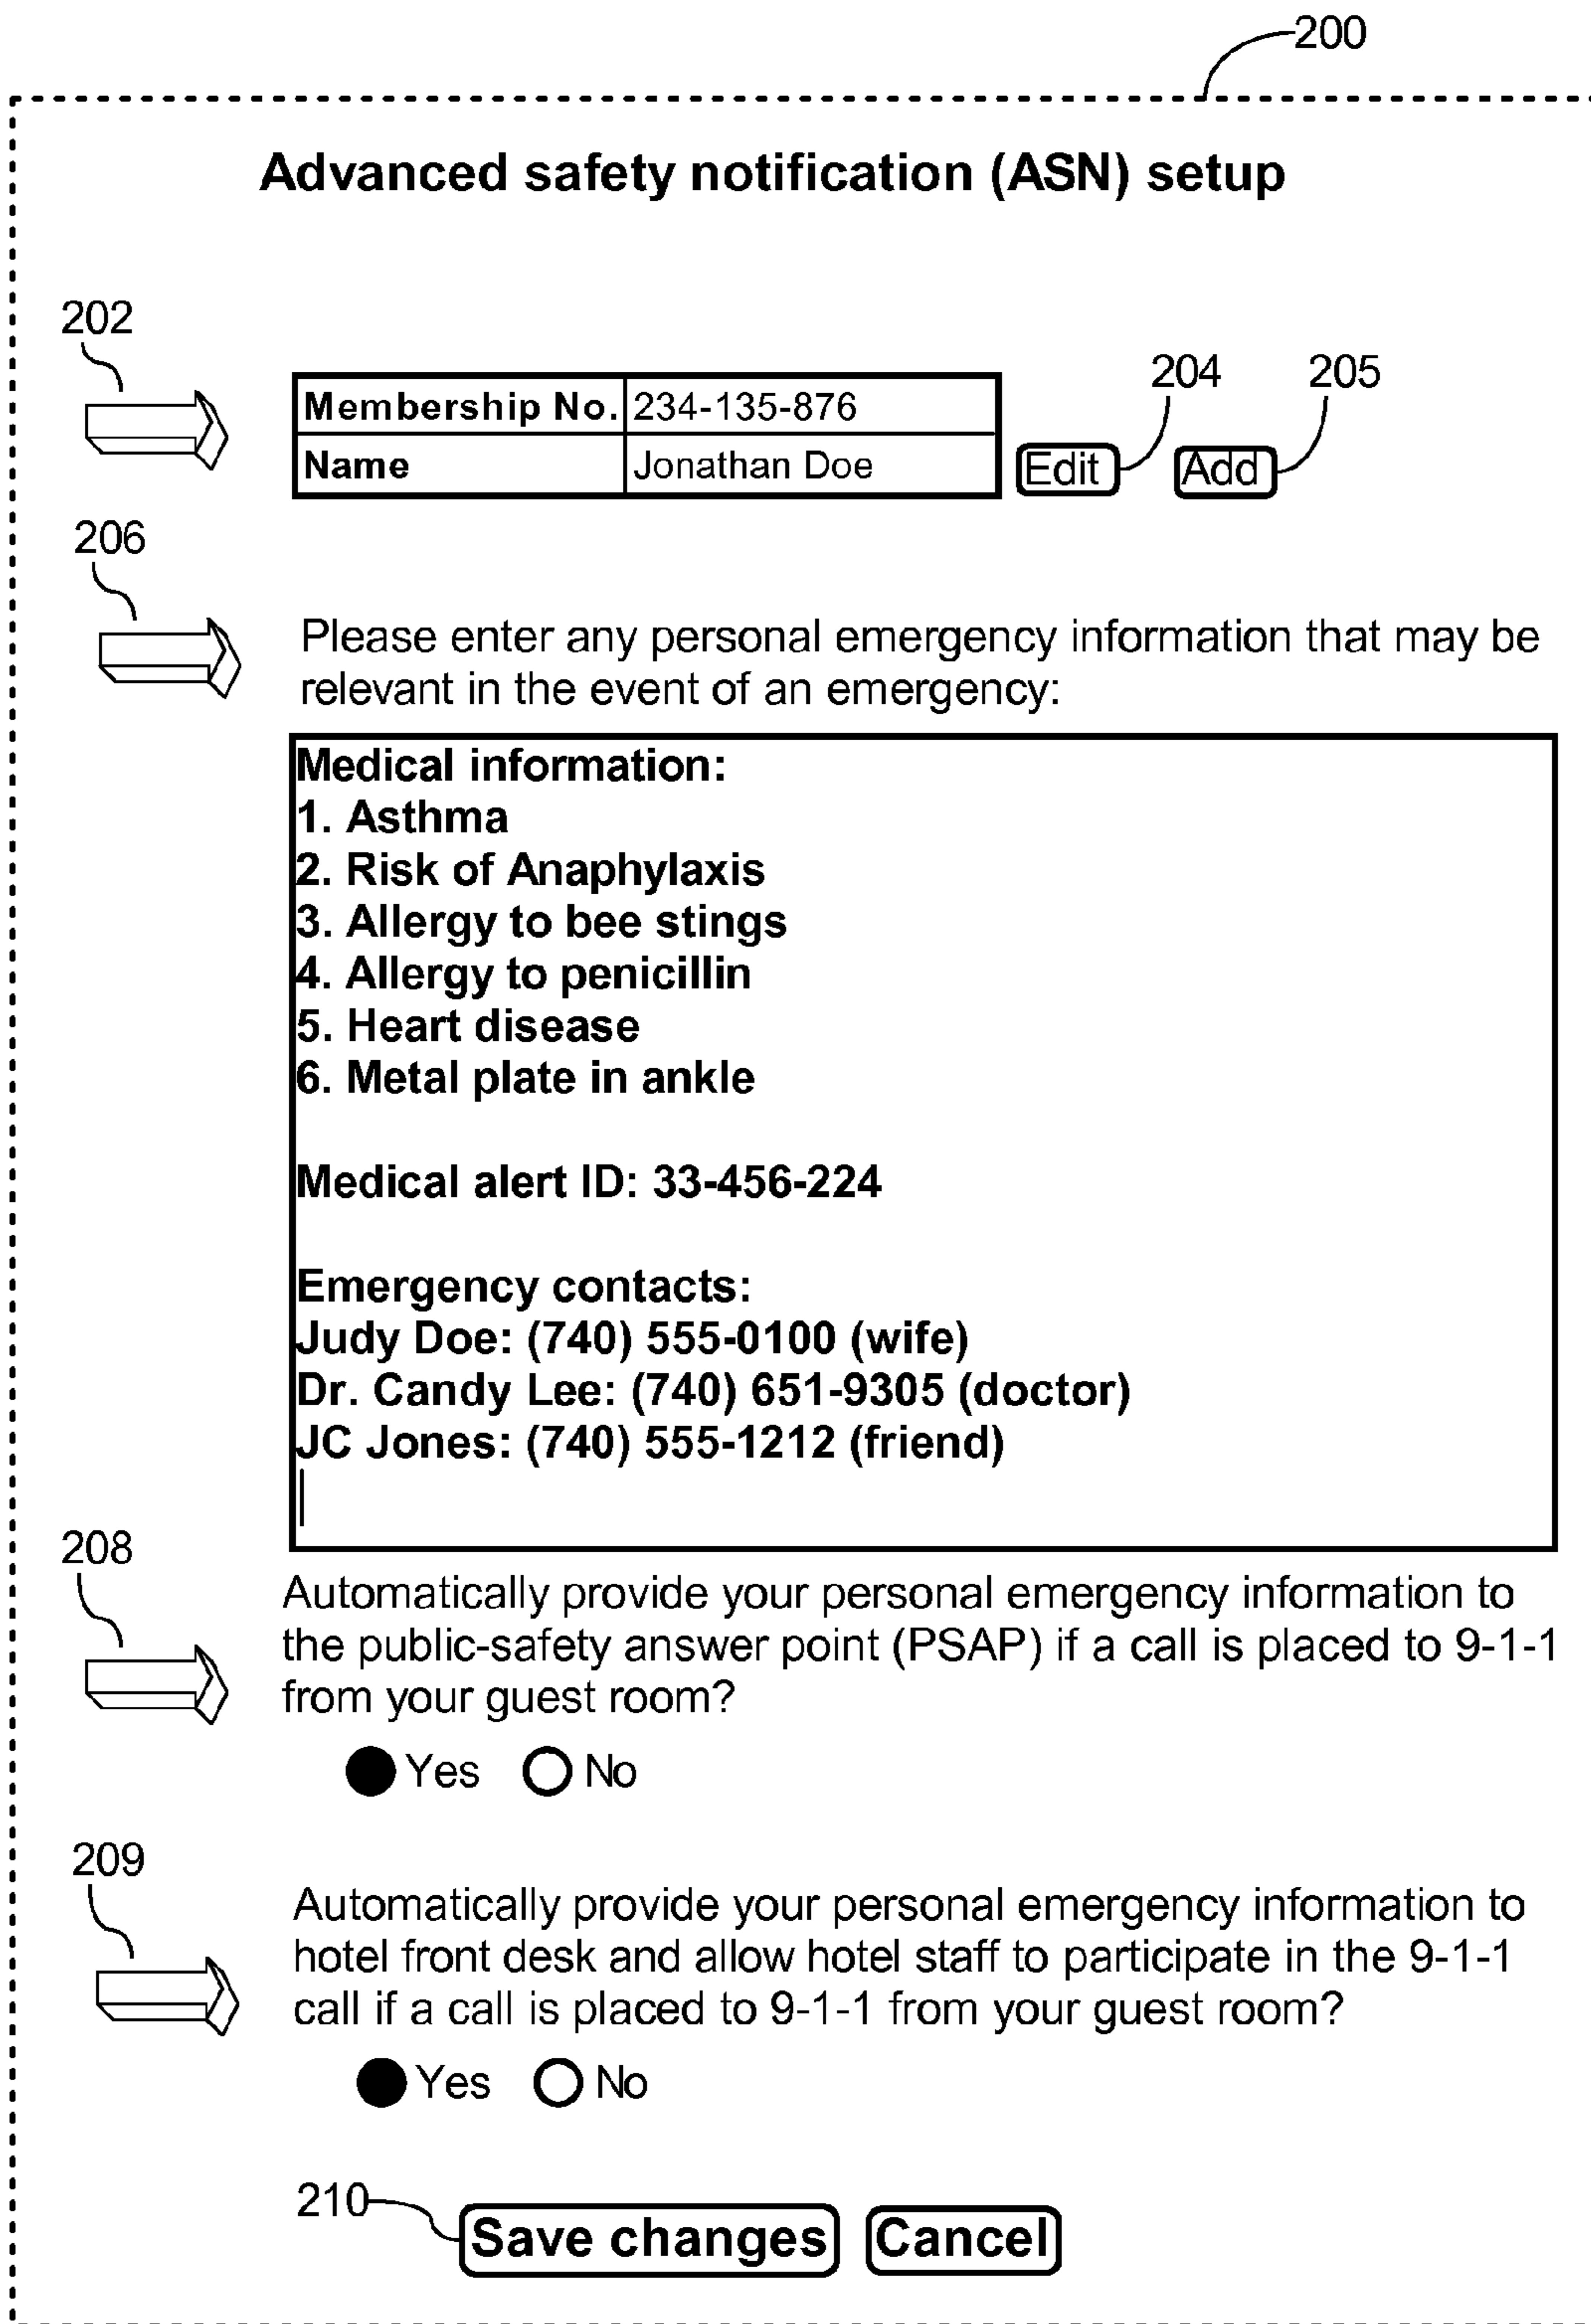 200
Advanced safety notification (ASN) setup
202
204 205
Membership No. 234-135-876
Name Jonathan Doe Edit Add
206
Please enter any personal emergency information that may be
relevant in the event of an emergency:
Medical information:
1. Asthma
2. Risk of Anaphylaxis
3. Allergy to bee stings
4. Allergy to penicillin
5. Heart disease
6. Metal plate in ankle
Medical alert ID: 33-456-224
Emergency contacts:
Judy Doe: (740) 555-0100 (wife)
Dr. Candy Lee: (740) 651-9305 (doctor)
JC Jones: (740) 555-1212 (friend)
208
Automatically provide your personal emergency information to
the public-safety answer point (PSAP) if a call is placed to 9-1-1
from your guest room?
Yes No
209
Automatically provide your personal emergency information to
hotel front desk and allow hotel staff to participate in the 9-1-1
call if a call is placed to 9-1-1 from your guest room?
Yes No
210
Save changes Cancel